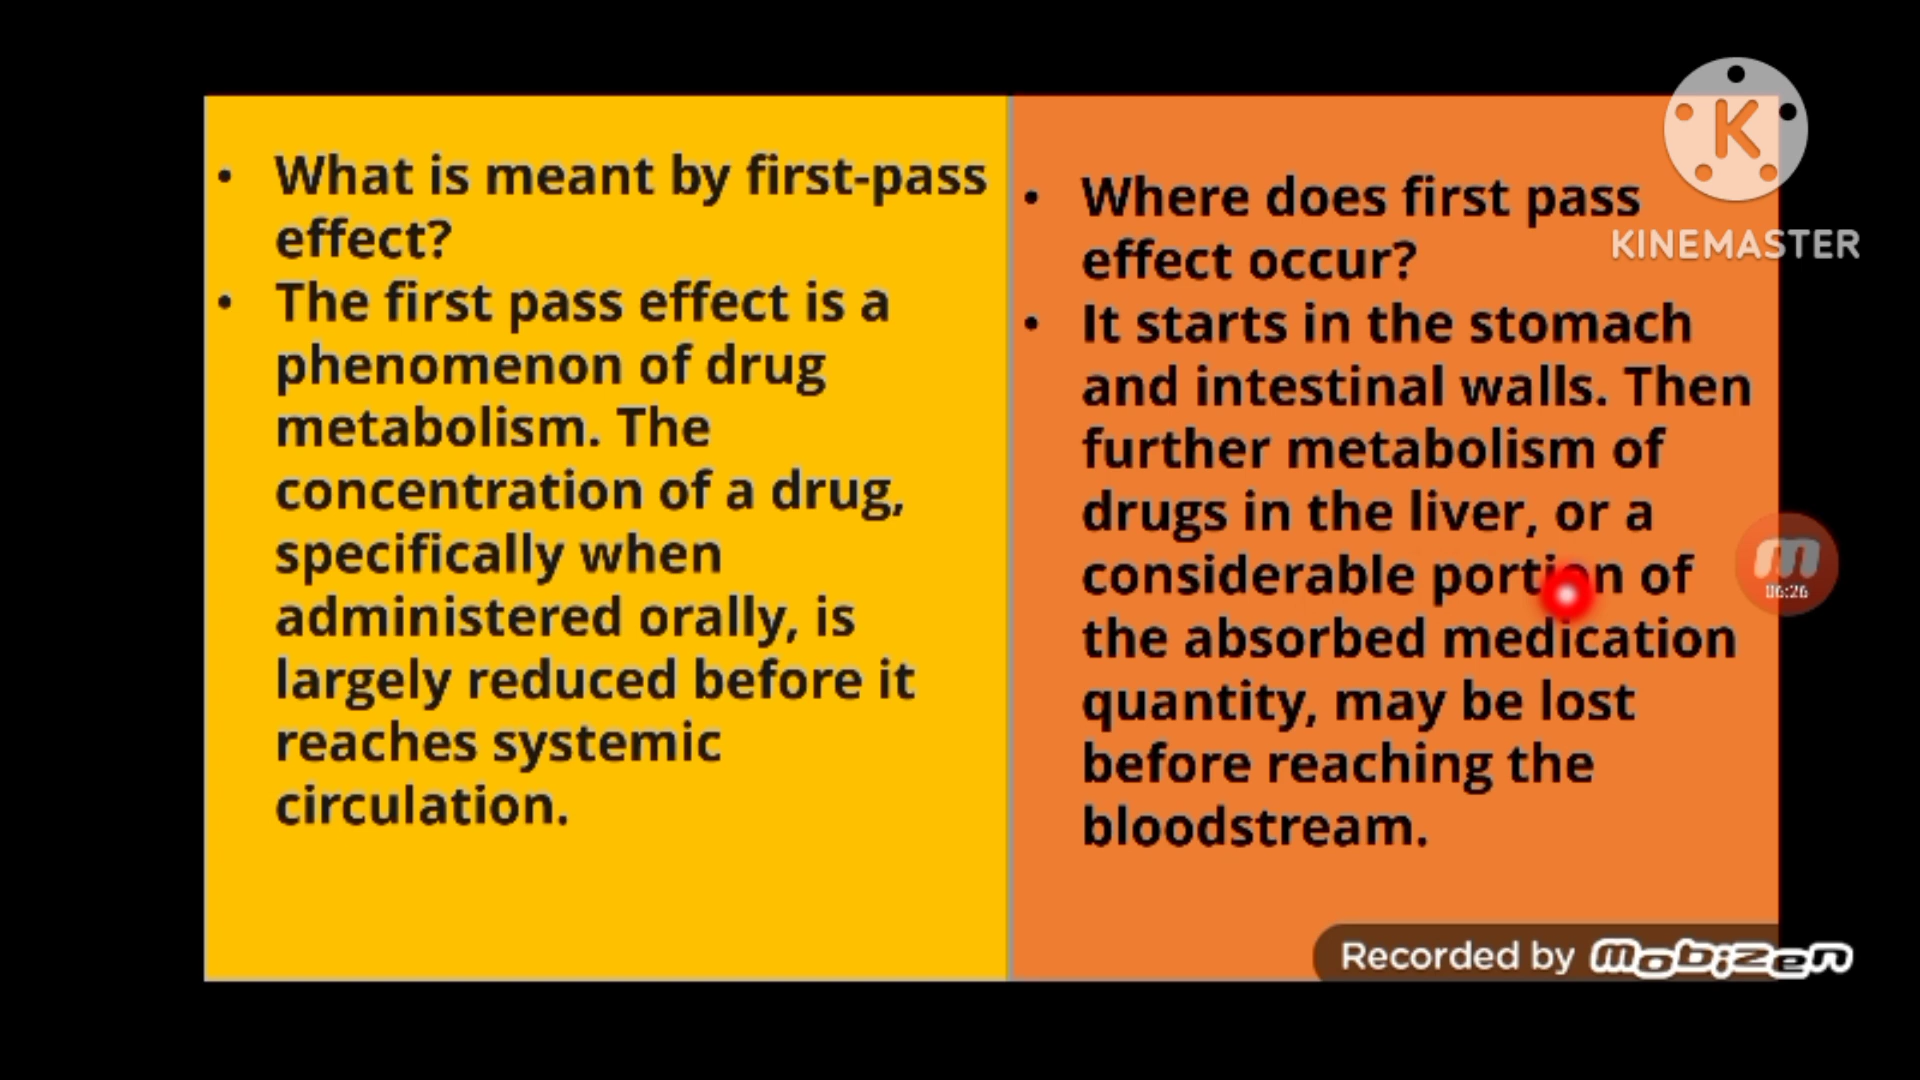 • What is meant by first-pass
effect?
• The first pass effect is a
phenomenon of drug
metabolism. The
concentration of a drug,
specifically when
administered orally, is
largely reduced before it
reaches systemic
circulation.
• Where does first pass
effect occur?
• It starts in the stomach
and intestinal walls. Then
further metabolism of
drugs in the liver, or a
considerable portion of
the absorbed medication
quantity, may be lost
before reaching the
bloodstream.
K
KINEMASTER
m
06:26
Recorded by mobizen